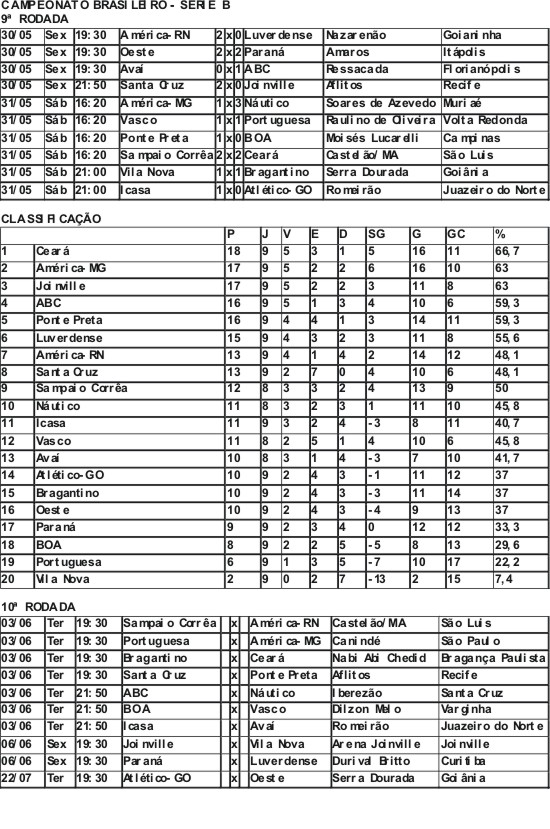 CAMPEONATO BRASILEIRO - SERIE B
9ª RODADA
30/05 Sex 19:30 América-RN 2 x 0 Luverdense Nazarenão Goianinha
30/05 Sex 19:30 Oeste 2 x 2 Paraná Amaros Itápolis
30/05 Sex 19:30 Avaí 0 x 1 ABC Ressacada Florianópolis
30/05 Sex 21:50 Santa Cruz 2 x 0 Joinville Aflitos Recife
31/05 Sáb 16:20 América-MG 1 x 3 Náutico Soares de Azevedo Muriaé
31/05 Sáb 16:20 Vasco 1 x 1 Portuguesa Raulino de Oliveira Volta Redonda
31/05 Sáb 16:20 Ponte Preta 1 x 0 BOA Moisés Lucarelli Campinas
31/05 Sáb 16:20 Sampaio Corrêa 2 x 2 Ceará Castelão/MA São Luis
31/05 Sáb 21:00 Vila Nova 1 x 1 Bragantino Serra Dourada Goiânia
31/05 Sáb 21:00 Icasa 1 x 0 Atlético-GO Romeirão Juazeiro do Norte
CLASSIFICAÇÃO
P J V E D SG G GC %
1 Ceará 18 9 5 3 1 5 16 11 66,7
2 América-MG 17 9 5 2 2 6 16 10 63
3 Joinville 17 9 5 2 2 3 11 8 63
4 ABC 16 9 5 1 3 4 10 6 59,3
5 Ponte Preta 16 9 4 4 1 3 14 11 59,3
6 Luverdense 15 9 4 3 2 3 11 8 55,6
7 América-RN 13 9 4 1 4 2 14 12 48,1
8 Santa Cruz 13 9 2 7 0 4 10 6 48,1
9 Sampaio Corrêa 12 8 3 3 2 4 13 9 50
10 Náutico 11 8 3 2 3 1 11 10 45,8
11 Icasa 11 9 3 2 4 -3 8 11 40,7
12 Vasco 11 8 2 5 1 4 10 6 45,8
13 Avaí 10 8 3 1 4 -3 7 10 41,7
14 Atlético-GO 10 9 2 4 3 -1 11 12 37
15 Bragantino 10 9 2 4 3 -3 11 14 37
16 Oeste 10 9 2 4 3 -4 9 13 37
17 Paraná 9 9 2 3 4 0 12 12 33,3
18 BOA 8 9 2 2 5 -5 8 13 29,6
19 Portuguesa 6 9 1 3 5 -7 10 17 22,2
20 Vila Nova 2 9 0 2 7 -13 2 15 7,4
10ª RODADA
03/06 Ter 19:30 Sampaio Corrêa x América-RN Castelão/MA São Luís
03/06 Ter 19:30 Portuguesa x América-MG Canindé São Paulo
03/06 Ter 19:30 Bragantino x Ceará Nabi Abi Chedid Bragança Paulista
03/06 Ter 19:30 Santa Cruz x Ponte Preta Aflitos Recife
03/06 Ter 21:50 ABC x Náutico Iberezão Santa Cruz
03/06 Ter 21:50 BOA x Vasco Dilzon Melo Varginha
03/06 Ter 21:50 Icasa x Avaí Romeirão Juazeiro do Norte
06/06 Sex 19:30 Joinville x Vila Nova Arena Joinville Joinville
06/06 Sex 19:30 Paraná x Luverdense Durival Britto Curitiba
22/07 Ter 19:30 Atlético-GO x Oeste Serra Dourada Goiânia